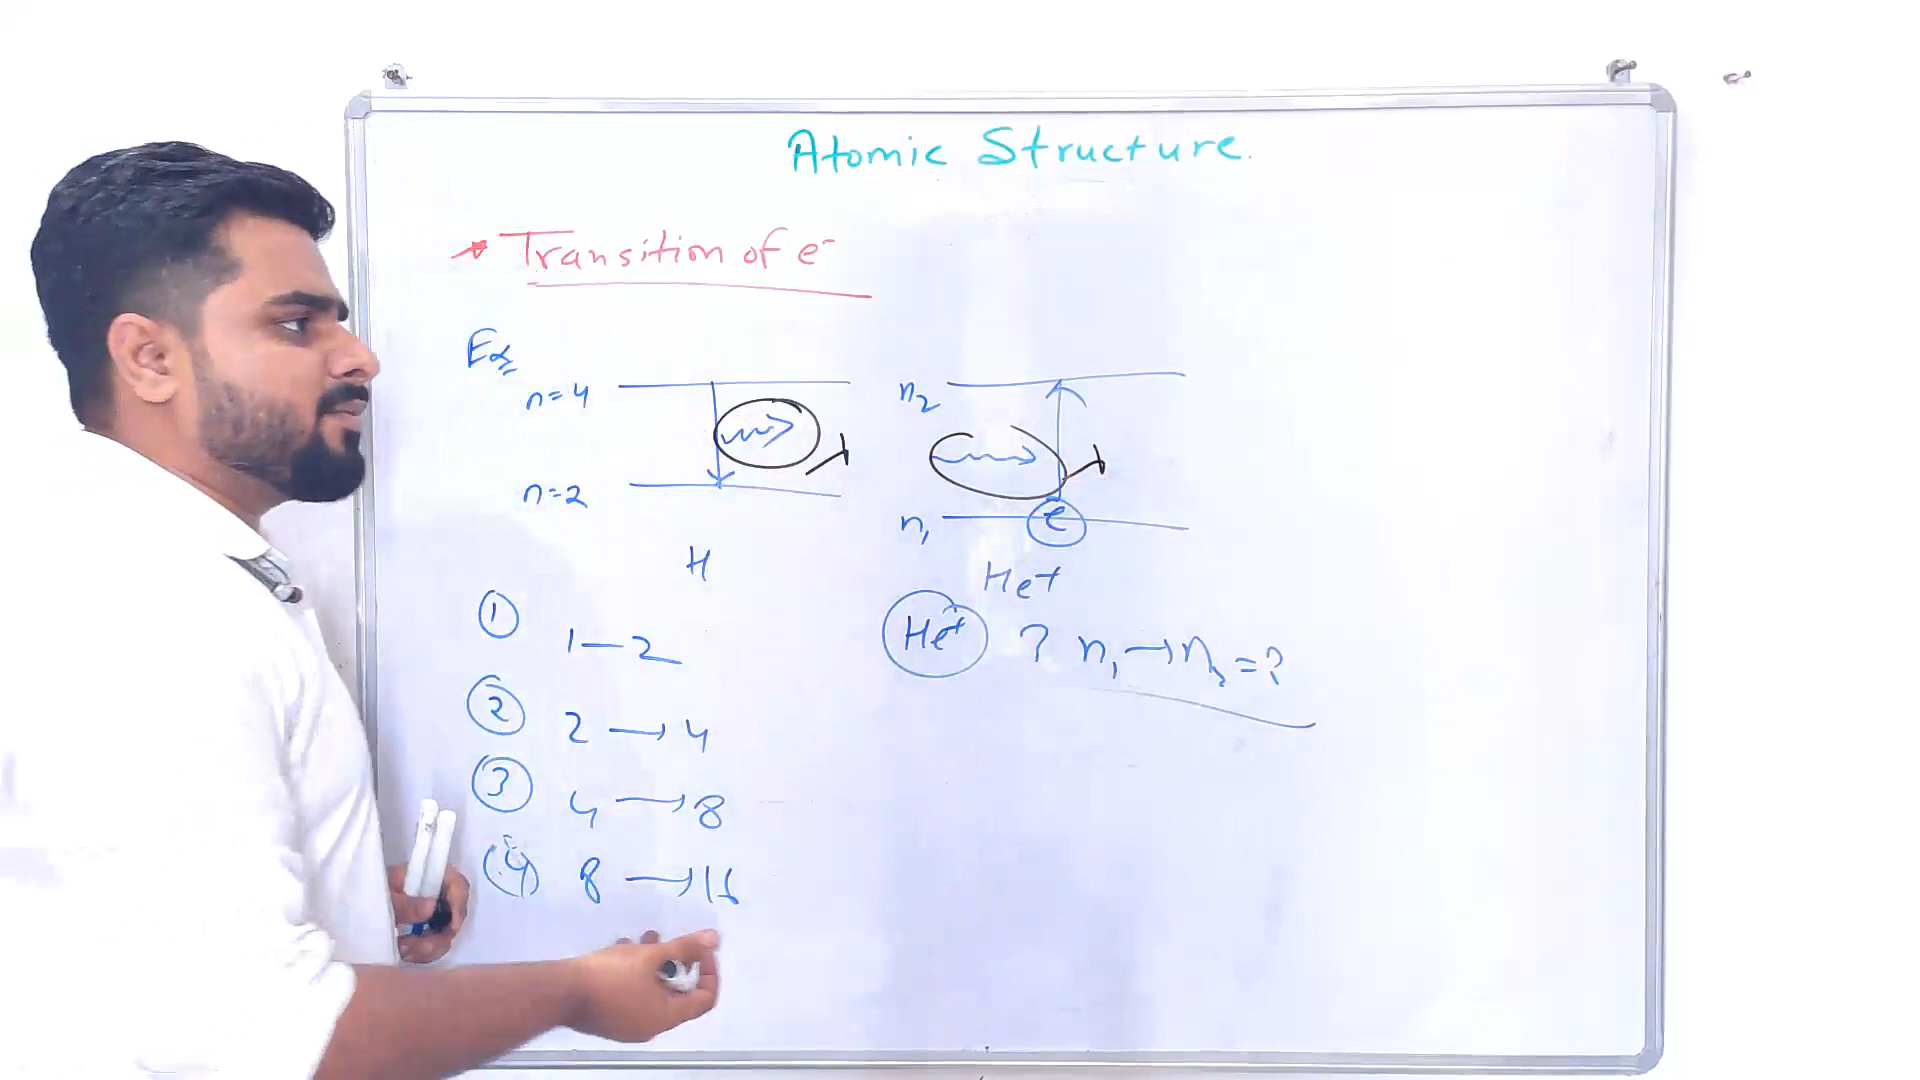 Atomic Structure.
* Transition of e⁻
Ex
n=4
n=2
H
n₂
n₁
e
He+
He+ ? n₁→n₂=?
① 1—2
② 2→4
③ 4→8
④ 8→16